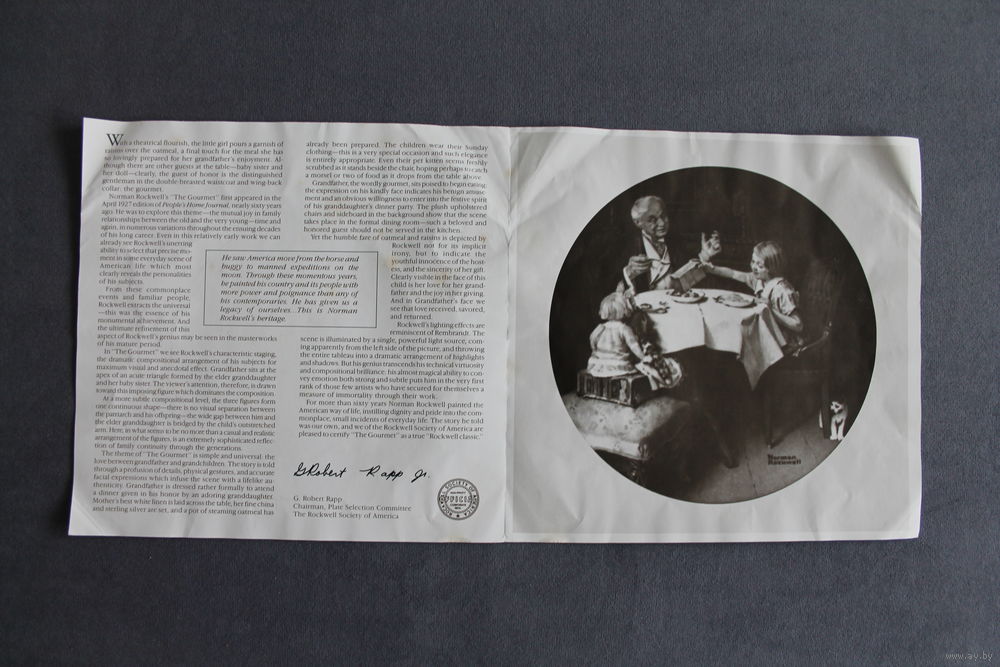 With a theatrical flourish, the little girl pours a garnish of
raisins over the oatmeal, a final touch for the meal she has
so lovingly prepared for her grandfather's enjoyment. Al-
though there are other guests at the table—baby sister and
her doll—clearly, the guest of honor is the distinguished
gentleman in the double-breasted waistcoat and wing-back
collar: the gourmet.
Norman Rockwell's "The Gourmet" first appeared in the
April 1927 edition of People's Home Journal, nearly sixty years
ago. He was to explore this theme—the mutual joy in family
relationships between the old and the very young—time and
again, in numerous variations throughout the ensuing decades
of his long career. Even in this relatively early work we can
already see Rockwell's unerring
ability to select that precise mo-
ment in some everyday scene of
American life which most
clearly reveals the personalities
of his subjects.
From these commonplace
events and familiar people,
Rockwell extracts the universal
—this was the essence of his
monumental achievement. And
the ultimate refinement of this
aspect of Rockwell's genius may be seen in the masterworks
of his mature period.
In "The Gourmet" we see Rockwell's characteristic staging,
the dramatic compositional arrangement of his subjects for
maximum visual and anecdotal effect. Grandfather sits at the
apex of an acute triangle formed by the elder granddaughter
and her baby sister. The viewer's attention, therefore, is drawn
toward this imposing figure which dominates the composition.
At a more subtle compositional level, the three figures form
one continuous shape—there is no visual separation between
the patriarch and his offspring—the wide gap between him and
the elder granddaughter is bridged by the child's outstretched
arm. Here, in what seems to be no more than a casual and realistic
arrangement of the figures, is an extremely sophisticated reflec-
tion of family continuity through the generations.
The theme of "The Gourmet" is simple and universal: the
love between grandfather and grandchildren. The story is told
through a profusion of details, physical gestures, and accurate
facial expressions which infuse the scene with a lifelike au-
thenticity. Grandfather is dressed rather formally to attend
a dinner given in his honor by an adoring granddaughter.
Mother's best white linen is laid across the table, her fine china
and sterling silver are set, and a pot of steaming oatmeal has
He saw America move from the horse and
buggy to manned expeditions on the
moon. Through these momentous years,
he painted his country and its people with
more power and poignance than any of
his contemporaries. He has given us a
legacy of ourselves...This is Norman
Rockwell's heritage.
already been prepared. The children wear their Sunday
clothing—this is a very special occasion and such elegance
is entirely appropriate. Even their pet kitten seems freshly
scrubbed as it stands beside the chair, hoping perhaps to catch
a morsel or two of food as it drops from the table above.
Grandfather, the wordly gourmet, sits poised to begin eating;
the expression on his kindly face indicates his benign amuse-
ment and an obvious willingness to enter into the festive spirit
of his granddaughter's dinner party. The plush upholstered
chairs and sideboard in the background show that the scene
takes place in the formal dining room—such a beloved and
honored guest should not be served in the kitchen.
Yet the humble fare of oatmeal and raisins is depicted by
Rockwell not for its implicit
irony, but to indicate the
youthful innocence of the host-
ess, and the sincerity of her gift.
Clearly visible in the face of this
child is her love for her grand-
father and the joy in her giving.
And in Grandfather's face we
see that love received, savored,
and returned.
Rockwell's lighting effects are
reminiscent of Rembrandt. The
scene is illuminated by a single, powerful light source, com-
ing apparently from the left side of the picture, and throwing
the entire tableau into a dramatic arrangement of highlights
and shadows. But his genius transcends his technical virtuosity
and compositional brilliance; his almost magical ability to con-
vey emotion both strong and subtle puts him in the very first
rank of those few artists who have secured for themselves a
measure of immortality through their work.
For more than sixty years Norman Rockwell painted the
American way of life, instilling dignity and pride into the com-
monplace, small incidents of everyday life. The story he told
was our own, and we of the Rockwell Society of America are
pleased to certify "The Gourmet" as a true "Rockwell classic."
G Robert Rapp Jr.
G. Robert Rapp
Chairman, Plate Selection Committee
The Rockwell Society of America
ROCKWELL SOCIETY OF AMERICA
Norman
Rockwell
www.ay.by